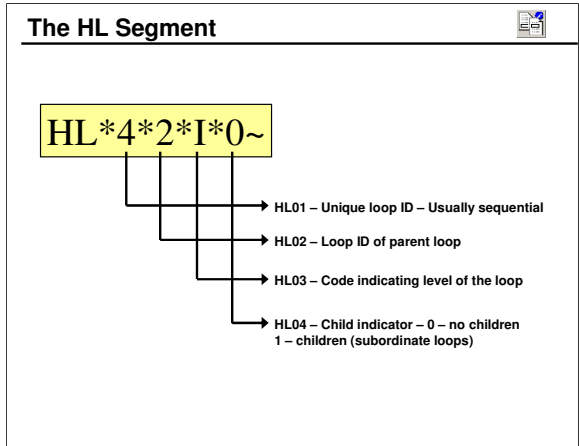 The HL Segment
HL*4*2*I*0~
HL01 – Unique loop ID – Usually sequential
HL02 – Loop ID of parent loop
HL03 – Code indicating level of the loop
HL04 – Child indicator – 0 – no children
1 – children (subordinate loops)